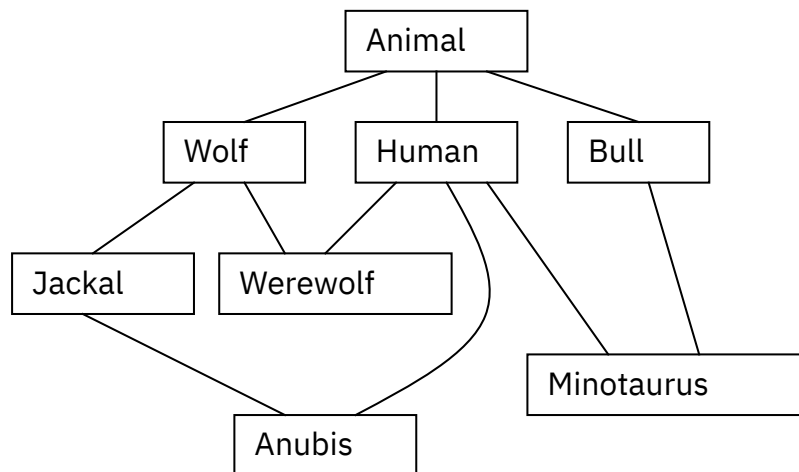 Animal
Wolf
Human
Bull
Jackal
Werewolf
Minotaurus
Anubis